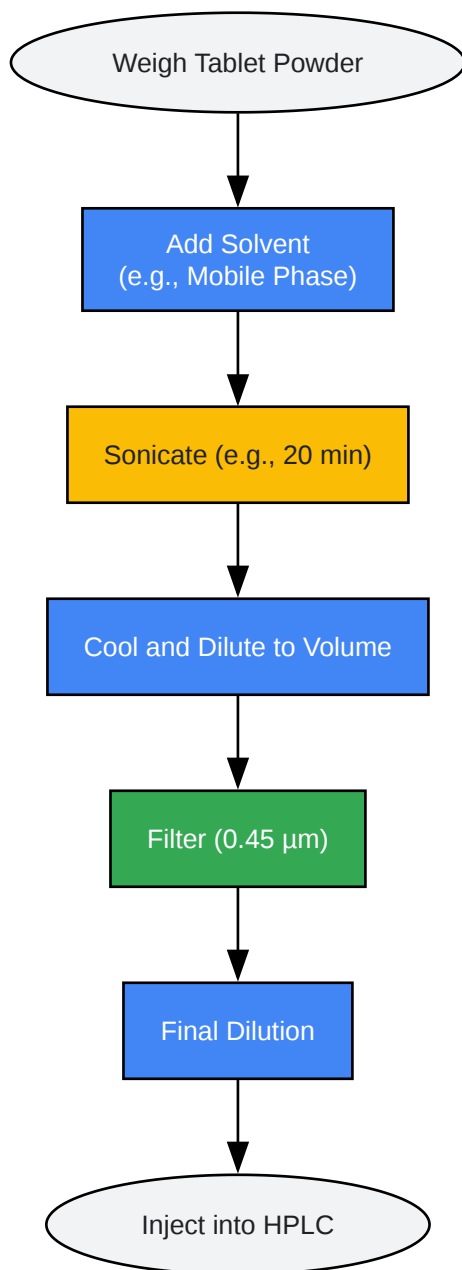 Weigh Tablet Powder
Add Solvent
(e.g., Mobile Phase)
Sonicate (e.g., 20 min)
Cool and Dilute to Volume
Filter (0.45 µm)
Final Dilution
Inject into HPLC